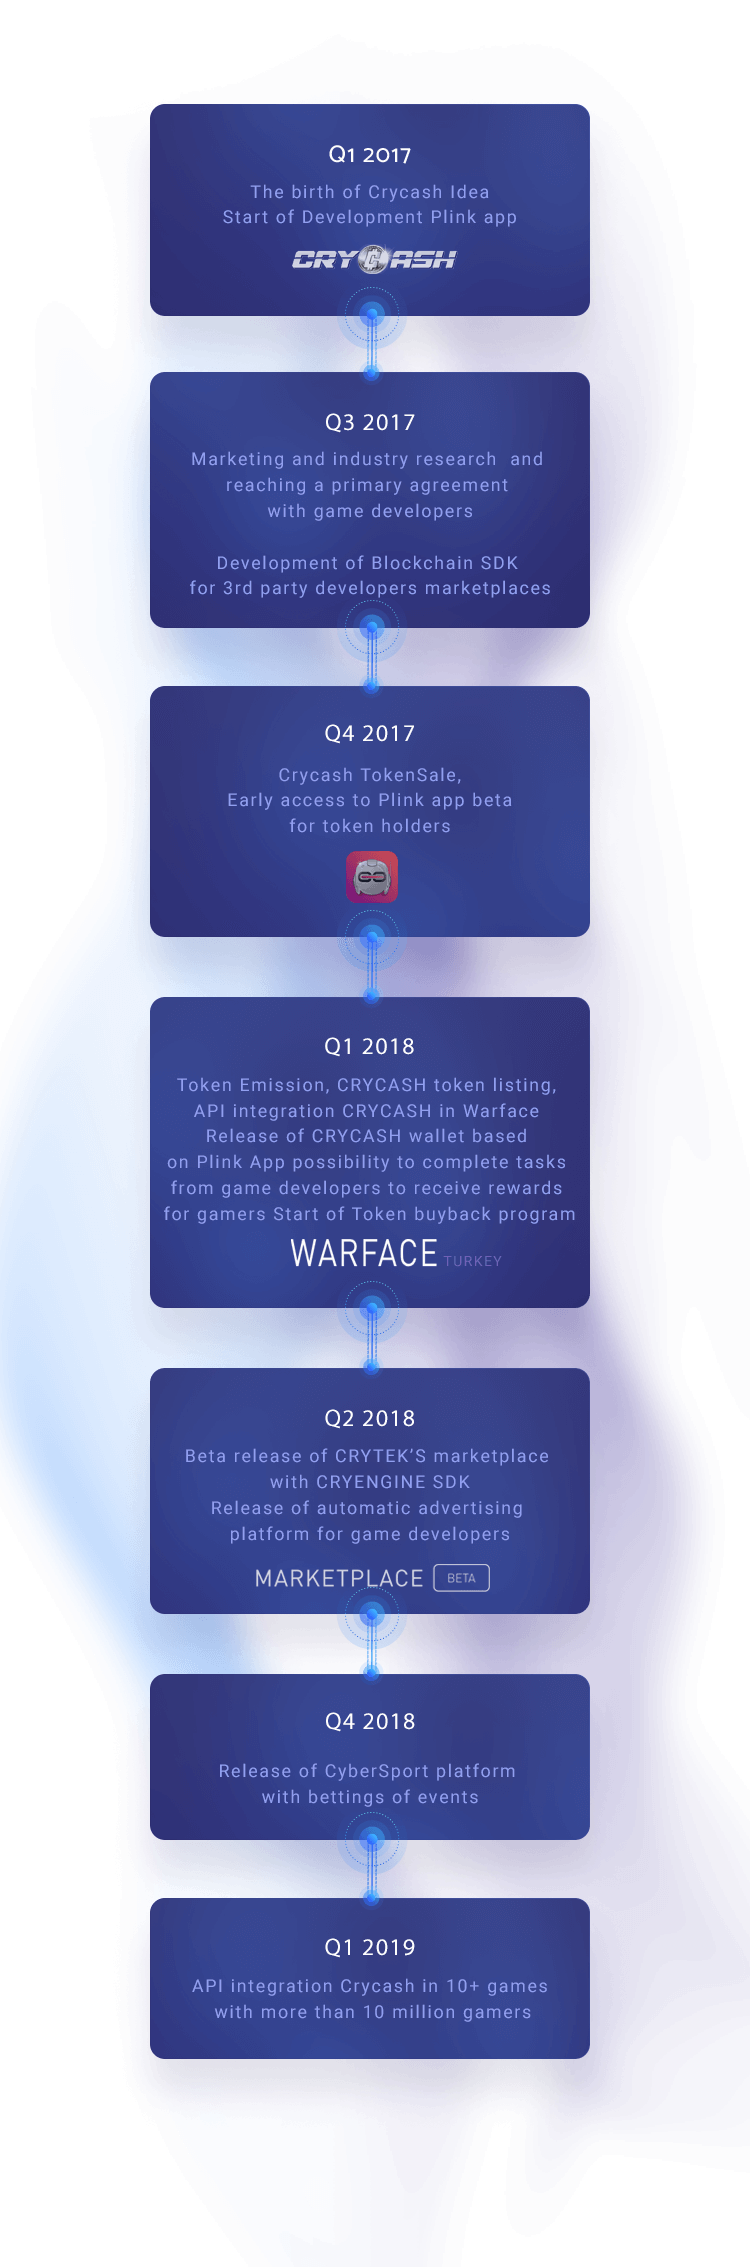 Q1 2017
The birth of Crycash Idea
Start of Development Plink app
CRYCASH
Q3 2017
Marketing and industry research and
reaching a primary agreement
with game developers
Development of Blockchain SDK
for 3rd party developers marketplaces
Q4 2017
Crycash TokenSale,
Early access to Plink app beta
for token holders
Q1 2018
Token Emission, CRYCASH token listing,
API integration CRYCASH in Warface
Release of CRYCASH wallet based
on Plink App possibility to complete tasks
from game developers to receive rewards
for gamers Start of Token buyback program
WARFACE TURKEY
Q2 2018
Beta release of CRYTEK’S marketplace
with CRYENGINE SDK
Release of automatic advertising
platform for game developers
MARKETPLACE BETA
Q4 2018
Release of CyberSport platform
with bettings of events
Q1 2019
API integration Crycash in 10+ games
with more than 10 million gamers